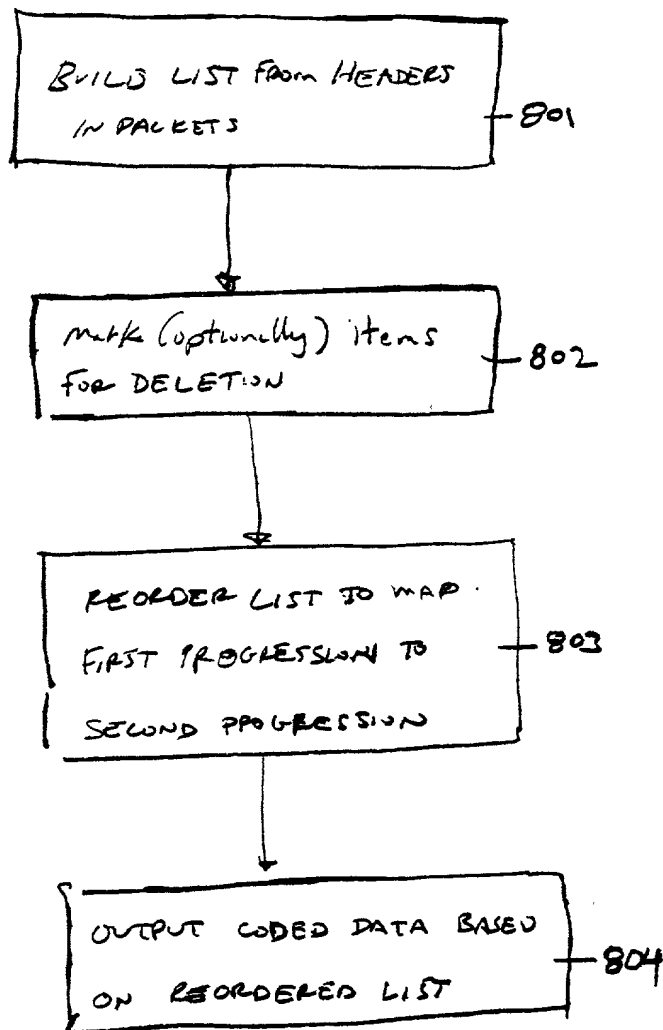 BUILD LIST FROM HEADERS
IN PACKETS
801
Mark (optionally) items
FOR DELETION
802
REORDER LIST TO MAP
FIRST PROGRESSION TO
SECOND PROGRESSION
803
OUTPUT CODED DATA BASED
ON REORDERED LIST
804